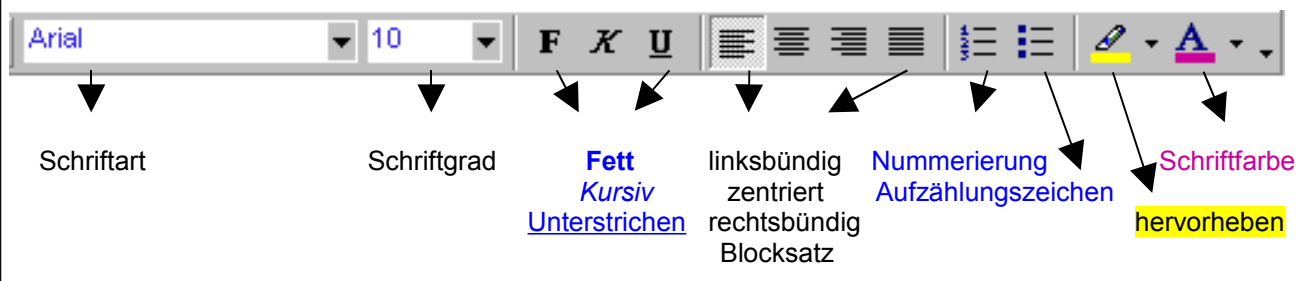 Arial 10 F K U A
Schriftart Schriftgrad Fett linksbündig Nummerierung Schriftfarbe
Kursiv zentriert Aufzählungszeichen
Unterstrichen rechtsbündig hervorheben
Blocksatz